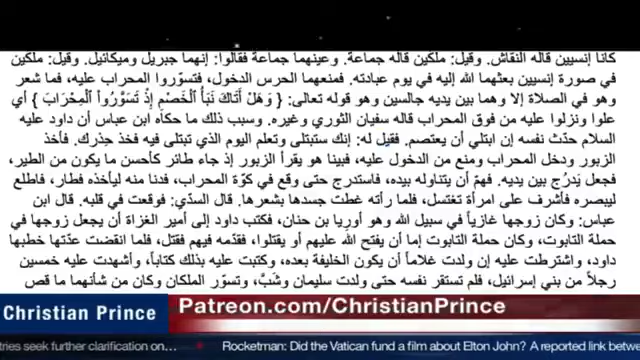 كانا إنسيين قاله النقاش. وقيل: ملكين قاله جماعة. وعينهما جماعة فقالوا: إنهما جبريل وميكائيل. وقيل: ملكين
في صورة إنسيين بعثهما الله إليه في يوم عبادته. فمنعهما الحرس الدخول، فتسوّروا المحراب عليه، فما شعر
وهو في الصلاة إلا وهما بين يديه جالسين وهو قوله تعالى: { وَهَلْ أَتَاكَ نَبَأُ ٱلْخَصْمِ إِذْ تَسَوَّرُواْ ٱلْمِحْرَابَ } أي
علوا ونزلوا عليه من فوق المحراب قاله سفيان الثوري وغيره. وسبب ذلك ما حكاه ابن عباس أن داود عليه
السلام حدّث نفسه إن ابتلي أن يعتصم. فقيل له: إنك ستبتلى وتعلم اليوم الذي تبتلى فيه فخذ حذرك. فأخذ
الزبور ودخل المحراب ومنع من الدخول عليه، فبينا هو يقرأ الزبور إذ جاء طائر كأحسن ما يكون من الطير،
فجعل يَدرُج بين يديه. فهمّ أن يتناوله بيده، فاستدرج حتى وقع في كوّة المحراب، فدنا منه ليأخذه فطار، فاطلع
ليبصره فأشرف على امرأة تغتسل، فلما رأته غطت جسدها بشعرها. قال السدّي: فوقعت في قلبه. قال ابن
عباس: وكان زوجها غازياً في سبيل الله وهو أوريا بن حنان، فكتب داود إلى أمير الغزاة أن يجعل زوجها في
حملة التابوت، وكان حملة التابوت إما أن يفتح الله عليهم أو يقتلوا، فقدّمه فيهم فقتل، فلما انقضت عدّتها خطبها
داود، واشترطت عليه إن ولدت غلاماً أن يكون الخليفة بعده، وكتبت عليه بذلك كتاباً، وأشهدت عليه خمسين
رجلاً من بني إسرائيل، فلم تستقر نفسه حتى ولدت سليمان وشَبَّ، وتسوّر الملكان وكان من شأنهما ما قص
Christian Prince
Patreon.com/ChristianPrince
tries seek further clarification on… Rocketman: Did the Vatican fund a film about Elton John? A reported link betwe